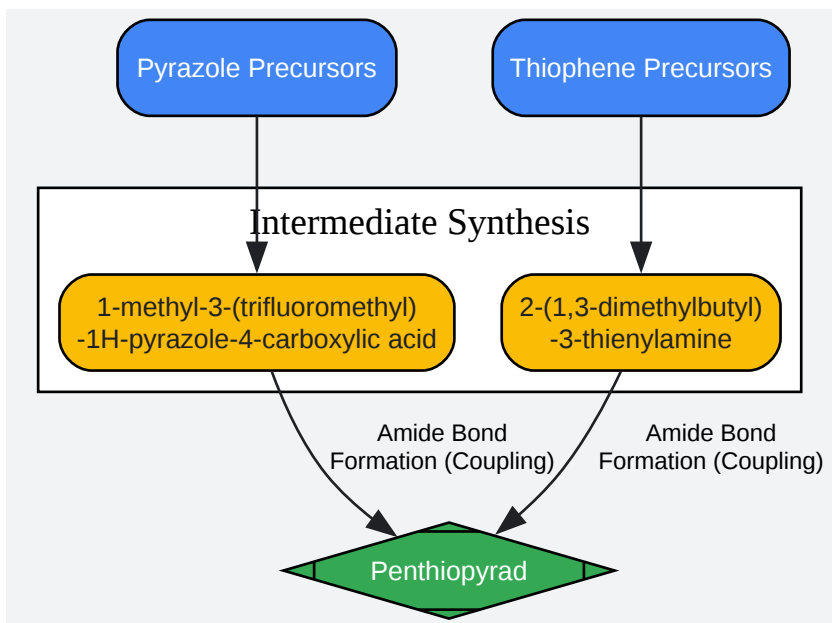 Pyrazole Precursors
Thiophene Precursors
Intermediate Synthesis
1-methyl-3-(trifluoromethyl)
-1H-pyrazole-4-carboxylic acid
2-(1,3-dimethylbutyl)
-3-thienylamine
Amide Bond
Formation (Coupling)
Amide Bond
Formation (Coupling)
Penthiopyrad